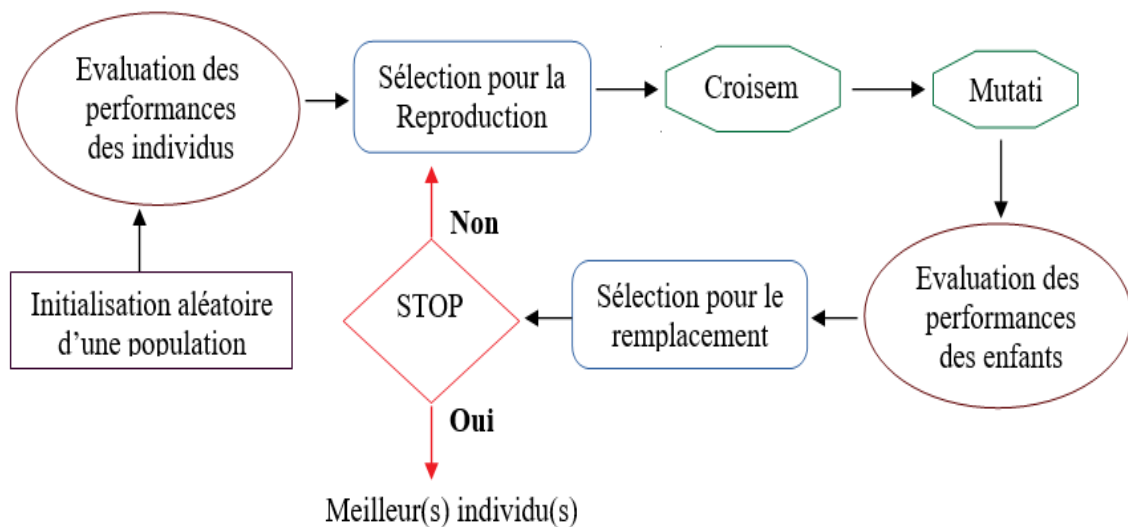 Evaluation des
performances
des individus
Sélection pour la
Reproduction
Croisem
Mutati
Non
Initialisation aléatoire
d’une population
STOP
Sélection pour le
remplacement
Evaluation des
performances
des enfants
Oui
Meilleur(s) individu(s)